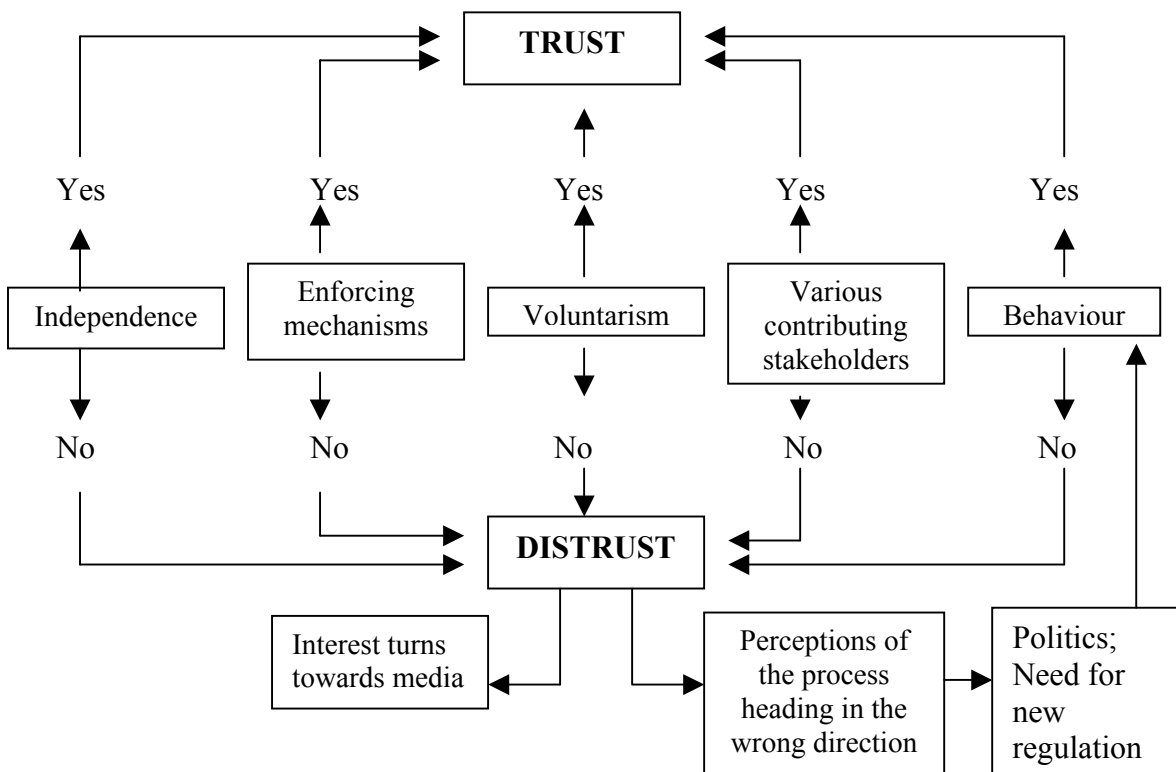 TRUST
Yes
Yes
Yes
Yes
Yes
Independence
Enforcing
mechanisms
Voluntarism
Various
contributing
stakeholders
Behaviour
No
No
No
No
No
DISTRUST
Interest turns
towards media
Perceptions of
the process
heading in the
wrong direction
Politics;
Need for
new
regulation